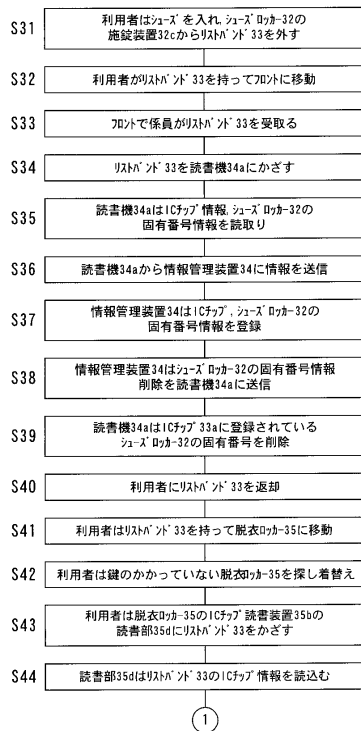 S31 利用者はシューズを入れ、シューズロッカー32の
施錠装置32cからリストバンド33を外す
S32 利用者がリストバンド33を持ってフロントに移動
S33 フロントで係員がリストバンド33を受取る
S34 リストバンド33を読書機34aにかざす
S35 読書機34aはICチップ情報、シューズロッカー32の
固有番号情報を読取り
S36 読書機34aから情報管理装置34に情報を送信
S37 情報管理装置34はICチップ、シューズロッカー32の
固有番号情報を登録
S38 情報管理装置34はシューズロッカー32の固有番号情報
削除を読書機34aに送信
S39 読書機34aはICチップ33aに登録されている
シューズロッカー32の固有番号を削除
S40 利用者にリストバンド33を返却
S41 利用者はリストバンド33を持って脱衣ロッカー35に移動
S42 利用者は鍵のかかっていない脱衣ロッカー35を探し着替え
S43 利用者は脱衣ロッカー35のICチップ読書装置35bの
読書部35dにリストバンド33をかざす
S44 読書部35dはリストバンド33のICチップ情報を読込む
1